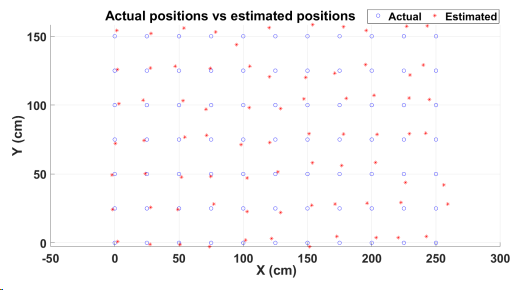 Actual positions vs estimated positions
Actual
Estimated
150
100
50
0
Y (cm)
-50
0
50
100
150
200
250
300
X (cm)